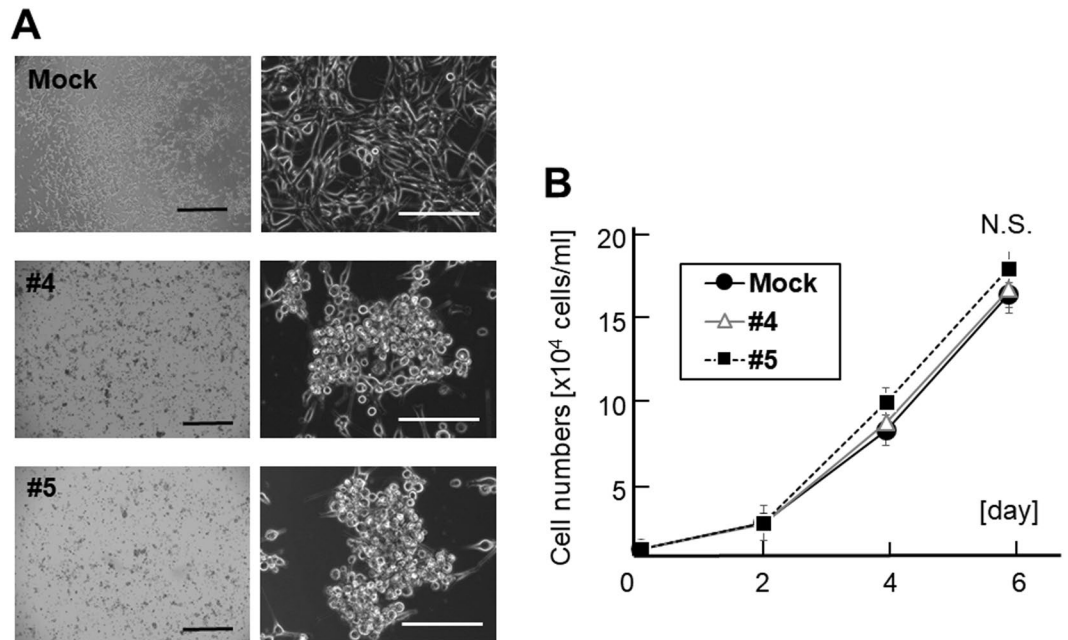 A
Mock
#4
#5
B
N.S.
Cell numbers [x10⁴ cells/ml]
20
15
10
5
Mock
#4
#5
[day]
0 2 4 6